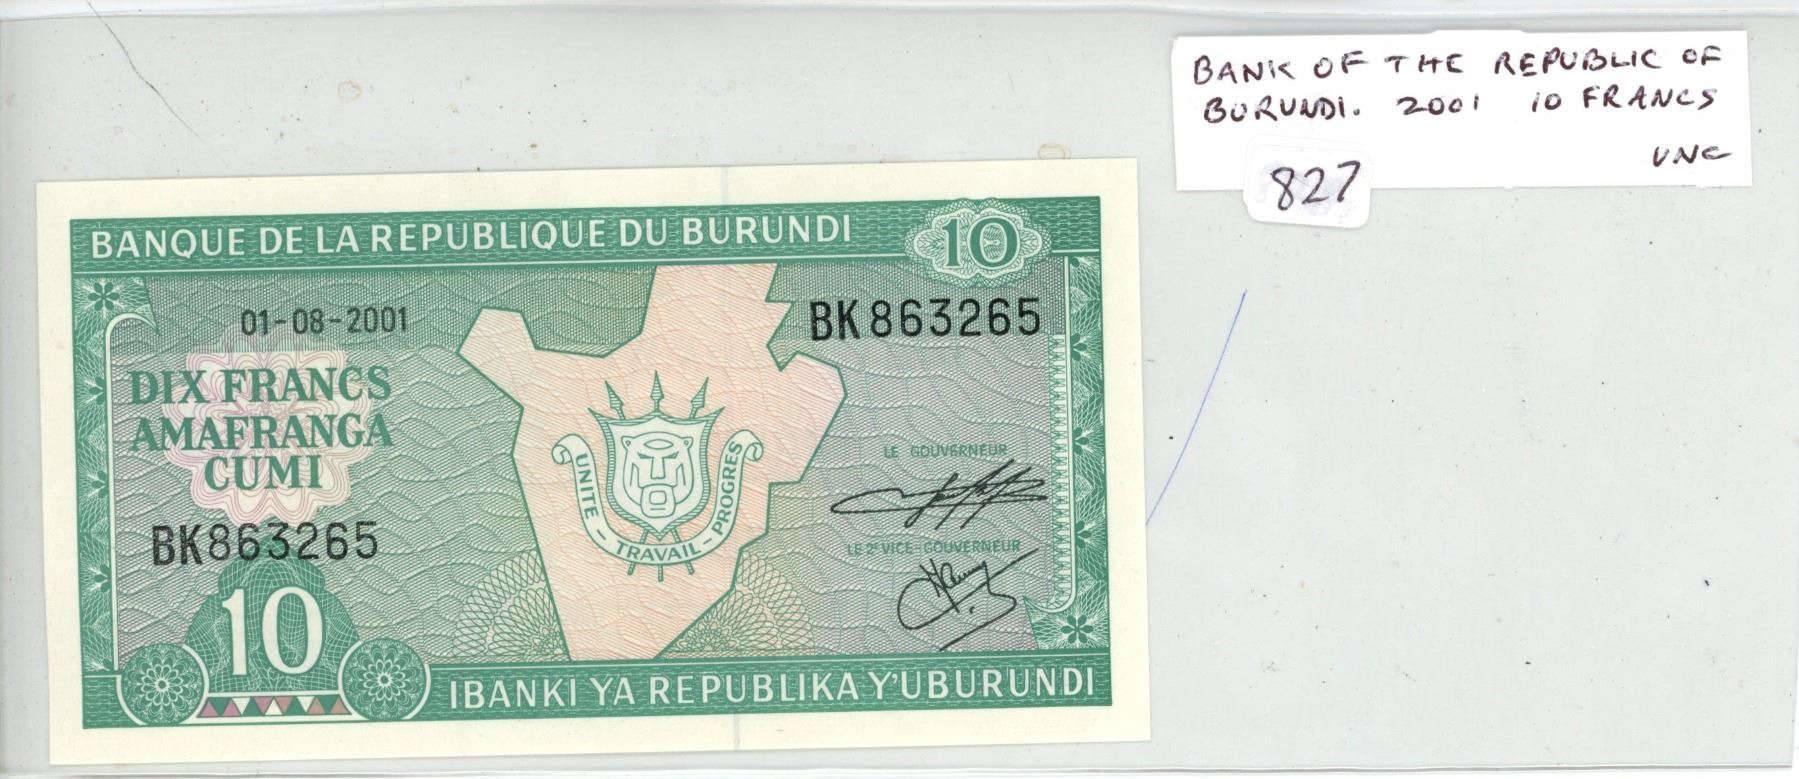 BANK OF THE REPUBLIC OF
BURUNDI. 2001 10 FRANCS
UNC
827
BANQUE DE LA REPUBLIQUE DU BURUNDI
10
01-08-2001
BK863265
DIX FRANCS
AMAFRANGA
CUMI
UNITE - TRAVAIL - PROGRES
LE GOUVERNEUR
BK863265
LE 2E VICE-GOUVERNEUR
10
IBANKI YA REPUBLIKA Y'UBURUNDI